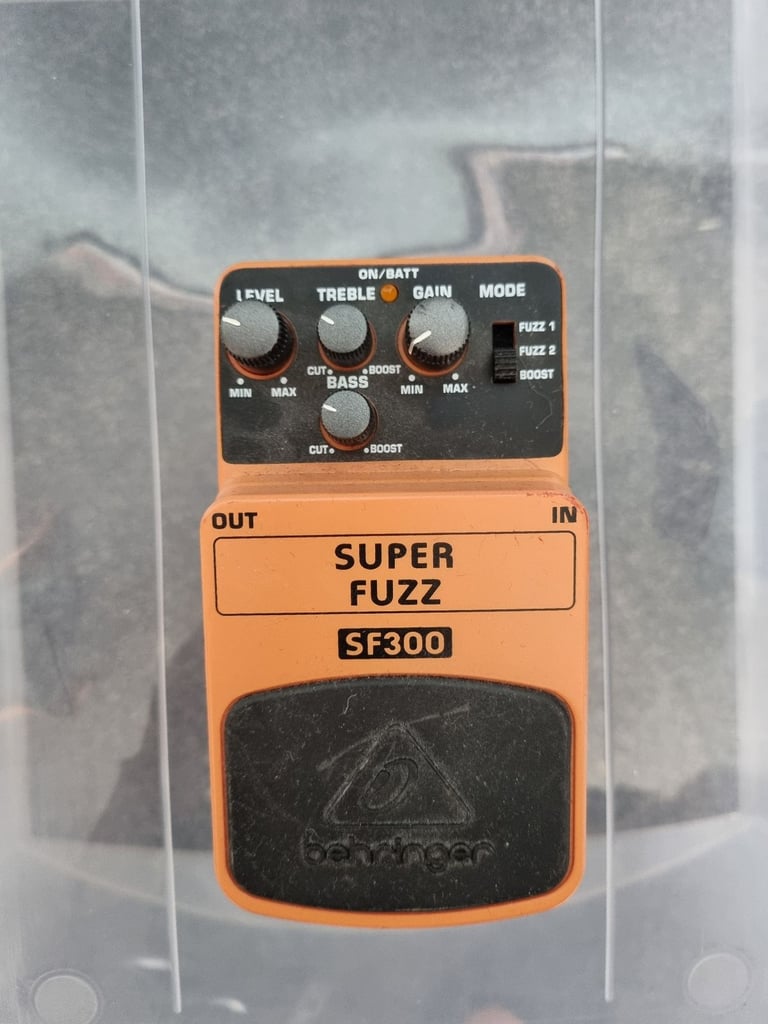 ON/BATT
LEVEL TREBLE GAIN MODE
FUZZ 1
FUZZ 2
BOOST
CUT BOOST
MIN MAX BASS MIN MAX
CUT BOOST
OUT IN
SUPER
FUZZ
SF300
behringer